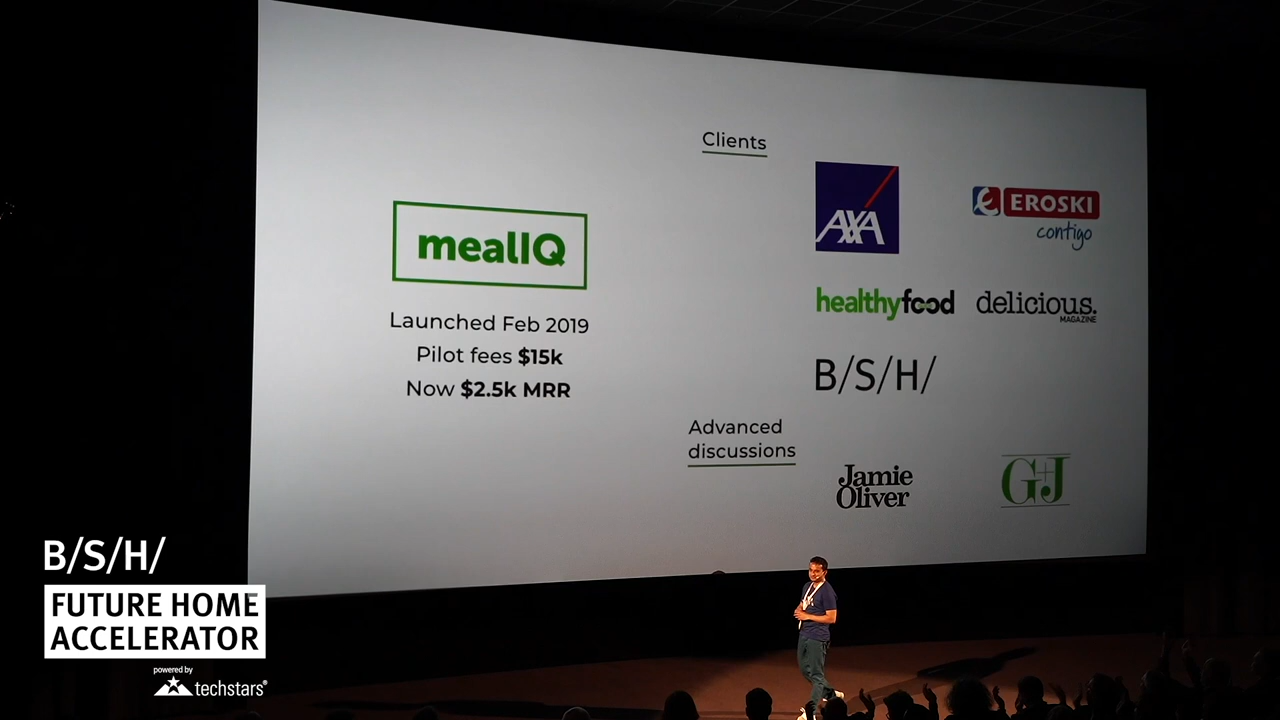 mealIQ
Launched Feb 2019
Pilot fees $15k
Now $2.5k MRR
Clients
AXA
EROSKI
contigo
healthyfood
delicious.
MAGAZINE
B/S/H/
Advanced
discussions
Jamie
Oliver
G+J
B/S/H/
FUTURE HOME
ACCELERATOR
powered by
techstars